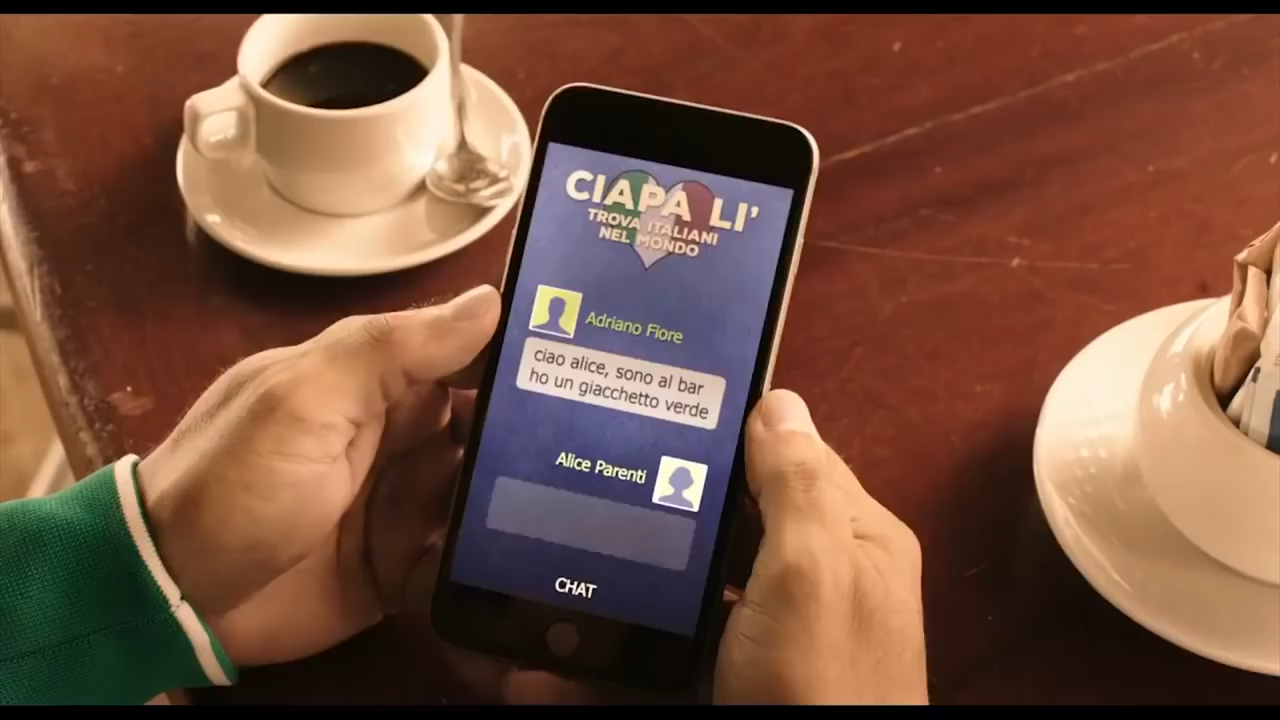 CIAPA LI'
TROVA ITALIANI
NEL MONDO
Adriano Fiore
ciao alice, sono al bar
ho un giacchetto verde
Alice Parenti
CHAT